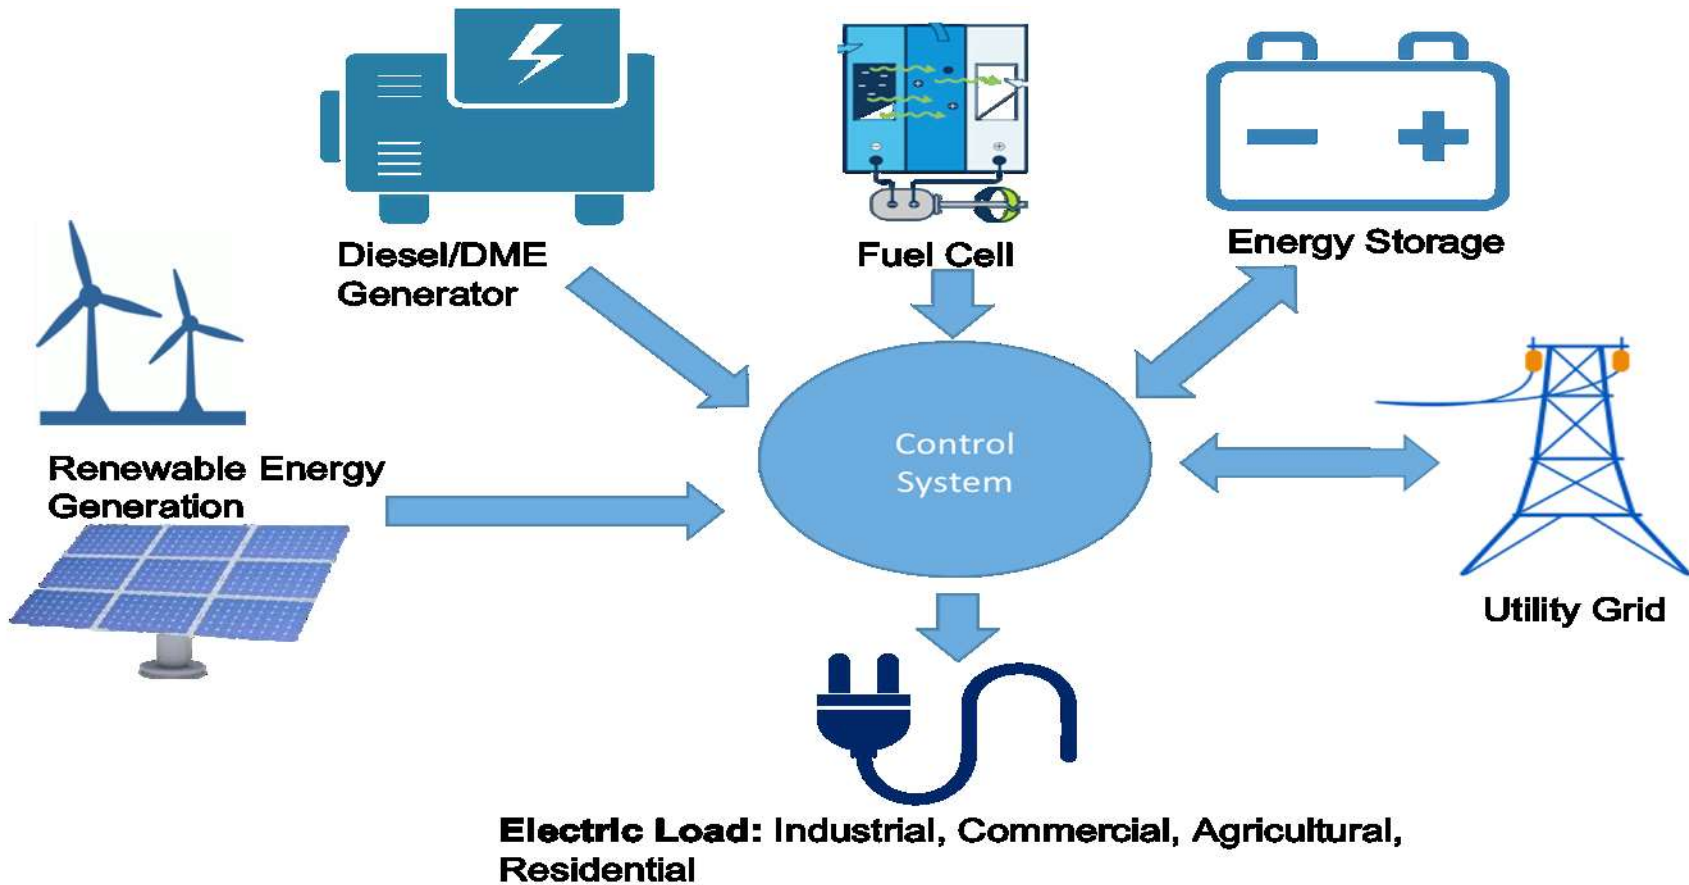 Diesel/DME
Generator
Fuel Cell
Energy Storage
Renewable Energy
Generation
Control
System
Utility Grid
Electric Load: Industrial, Commercial, Agricultural,
Residential